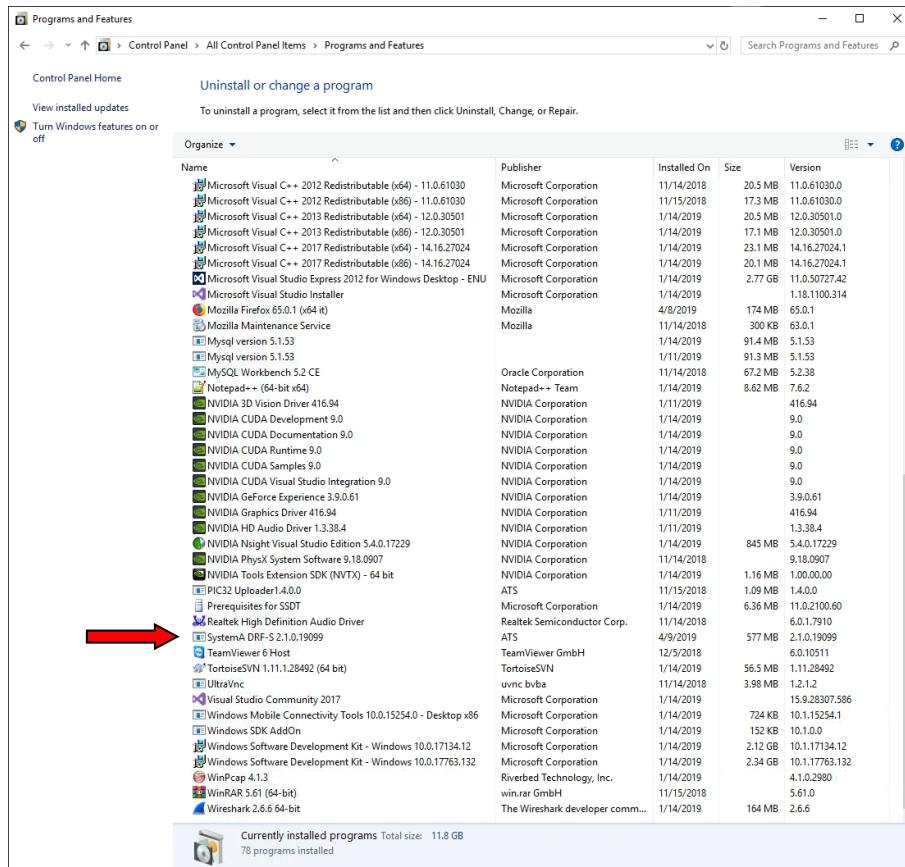 Programs and Features
Control Panel > All Control Panel Items > Programs and Features
Search Programs and Features
Control Panel Home
View installed updates
Turn Windows features on or off
Uninstall or change a program
To uninstall a program, select it from the list and then click Uninstall, Change, or Repair.
Organize
Name Publisher Installed On Size Version
Microsoft Visual C++ 2012 Redistributable (x64) - 11.0.61030 Microsoft Corporation 11/14/2018 20.5 MB 11.0.61030.0
Microsoft Visual C++ 2012 Redistributable (x86) - 11.0.61030 Microsoft Corporation 11/15/2018 17.3 MB 11.0.61030.0
Microsoft Visual C++ 2013 Redistributable (x64) - 12.0.30501 Microsoft Corporation 1/14/2019 20.5 MB 12.0.30501.0
Microsoft Visual C++ 2013 Redistributable (x86) - 12.0.30501 Microsoft Corporation 1/14/2019 17.1 MB 12.0.30501.0
Microsoft Visual C++ 2017 Redistributable (x64) - 14.16.27024 Microsoft Corporation 1/14/2019 23.1 MB 14.16.27024.1
Microsoft Visual C++ 2017 Redistributable (x86) - 14.16.27024 Microsoft Corporation 1/14/2019 20.1 MB 14.16.27024.1
Microsoft Visual Studio Express 2012 for Windows Desktop - ENU Microsoft Corporation 1/14/2019 2.77 GB 11.0.50727.42
Microsoft Visual Studio Installer Microsoft Corporation 1/14/2019 1.18.1100.314
Mozilla Firefox 65.0.1 (x64 it) Mozilla 4/8/2019 174 MB 65.0.1
Mozilla Maintenance Service Mozilla 11/14/2018 300 KB 63.0.1
Mysql version 5.1.53 1/14/2019 91.4 MB 5.1.53
Mysql version 5.1.53 1/11/2019 91.3 MB 5.1.53
MySQL Workbench 5.2 CE Oracle Corporation 11/14/2018 67.2 MB 5.2.38
Notepad++ (64-bit x64) Notepad++ Team 1/14/2019 8.62 MB 7.6.2
NVIDIA 3D Vision Driver 416.94 NVIDIA Corporation 1/11/2019 416.94
NVIDIA CUDA Development 9.0 NVIDIA Corporation 1/14/2019 9.0
NVIDIA CUDA Documentation 9.0 NVIDIA Corporation 1/14/2019 9.0
NVIDIA CUDA Runtime 9.0 NVIDIA Corporation 1/14/2019 9.0
NVIDIA CUDA Samples 9.0 NVIDIA Corporation 1/14/2019 9.0
NVIDIA CUDA Visual Studio Integration 9.0 NVIDIA Corporation 1/14/2019 9.0
NVIDIA GeForce Experience 3.9.0.61 NVIDIA Corporation 1/14/2019 3.9.0.61
NVIDIA Graphics Driver 416.94 NVIDIA Corporation 1/11/2019 416.94
NVIDIA HD Audio Driver 1.3.38.4 NVIDIA Corporation 1/11/2019 1.3.38.4
NVIDIA Nsight Visual Studio Edition 5.4.0.17229 NVIDIA Corporation 1/14/2019 845 MB 5.4.0.17229
NVIDIA PhysX System Software 9.18.0907 NVIDIA Corporation 11/14/2018 9.18.0907
NVIDIA Tools Extension SDK (NVTX) - 64 bit NVIDIA Corporation 1/14/2019 1.16 MB 1.00.00.00
PIC32 Uploader1.4.0.0 ATS 11/15/2018 1.09 MB 1.4.0.0
Prerequisites for SSDT Microsoft Corporation 1/14/2019 6.36 MB 11.0.2100.60
Realtek High Definition Audio Driver Realtek Semiconductor Corp. 11/14/2018 6.0.1.7910
SystemA DRF-S 2.1.0.19099 ATS 4/9/2019 577 MB 2.1.0.19099
TeamViewer 6 Host TeamViewer GmbH 12/5/2018 6.0.10511
TortoiseSVN 1.11.1.28492 (64 bit) TortoiseSVN 1/14/2019 56.5 MB 1.11.28492
UltraVnc uvnc bvba 11/14/2018 3.98 MB 1.2.1.2
Visual Studio Community 2017 Microsoft Corporation 1/14/2019 15.9.28307.586
Windows Mobile Connectivity Tools 10.0.15254.0 - Desktop x86 Microsoft Corporation 1/14/2019 724 KB 10.1.15254.1
Windows SDK AddOn Microsoft Corporation 1/14/2019 152 KB 10.1.0.0
Windows Software Development Kit - Windows 10.0.17134.12 Microsoft Corporation 1/14/2019 2.12 GB 10.1.17134.12
Windows Software Development Kit - Windows 10.0.17763.132 Microsoft Corporation 1/14/2019 2.34 GB 10.1.17763.132
WinPcap 4.1.3 Riverbed Technology, Inc. 1/14/2019 4.1.0.2980
WinRAR 5.61 (64-bit) win.rar GmbH 11/15/2018 5.61.0
Wireshark 2.6.6 64-bit The Wireshark developer comm... 1/14/2019 164 MB 2.6.6
Currently installed programs Total size: 11.8 GB
78 programs installed